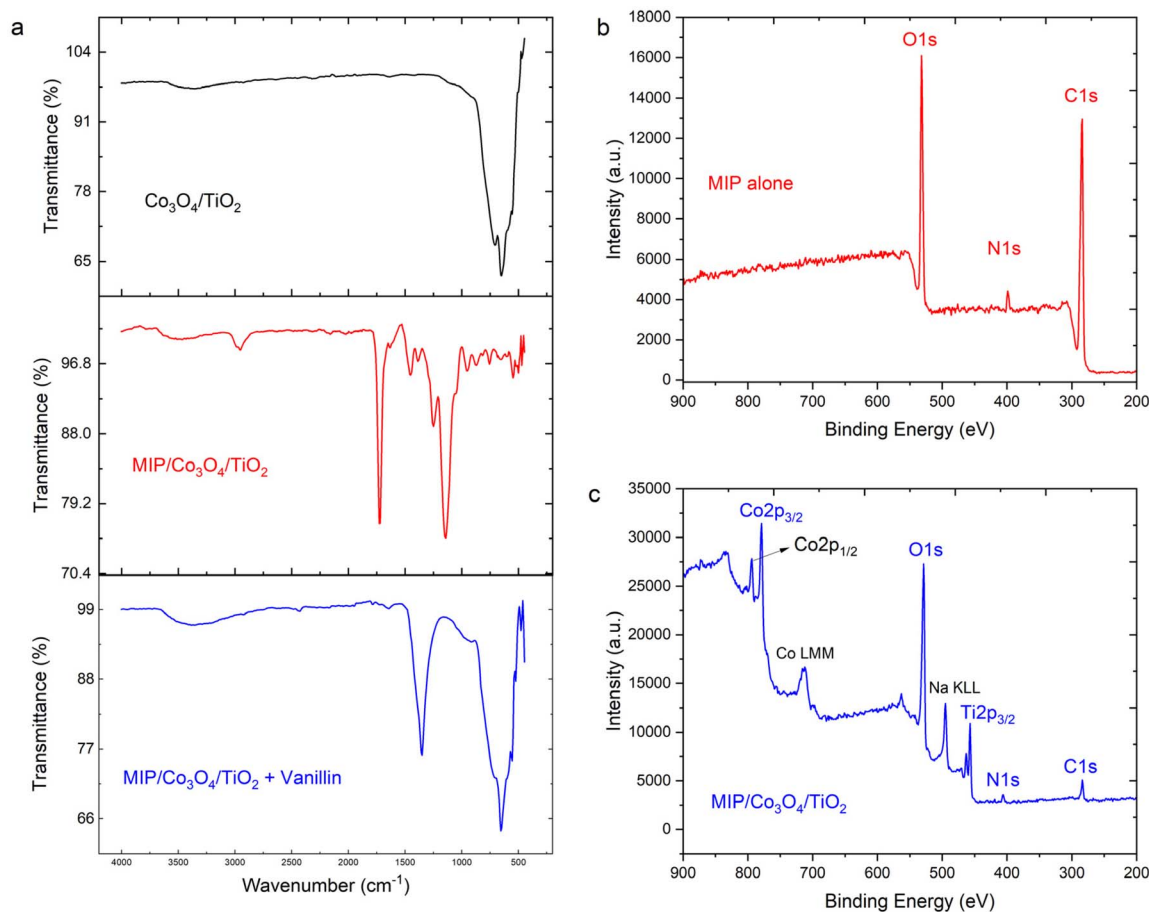 a
104
91
78
65
Transmittance (%)
Co₃O₄/TiO₂
96.8
88.0
79.2
70.4
Transmittance (%)
MIP/Co₃O₄/TiO₂
99
88
77
66
Transmittance (%)
MIP/Co₃O₄/TiO₂ + Vanillin
4000 3500 3000 2500 2000 1500 1000 500
Wavenumber (cm⁻¹)
b
18000
16000
14000
12000
10000
8000
6000
4000
2000
0
Intensity (a.u.)
O1s
C1s
MIP alone
N1s
900 800 700 600 500 400 300 200
Binding Energy (eV)
c
35000
30000
25000
20000
15000
10000
5000
0
Intensity (a.u.)
Co2p₃/₂
Co2p₁/₂
O1s
Co LMM
Na KLL
Ti2p₃/₂
N1s
C1s
MIP/Co₃O₄/TiO₂
900 800 700 600 500 400 300 200
Binding Energy (eV)